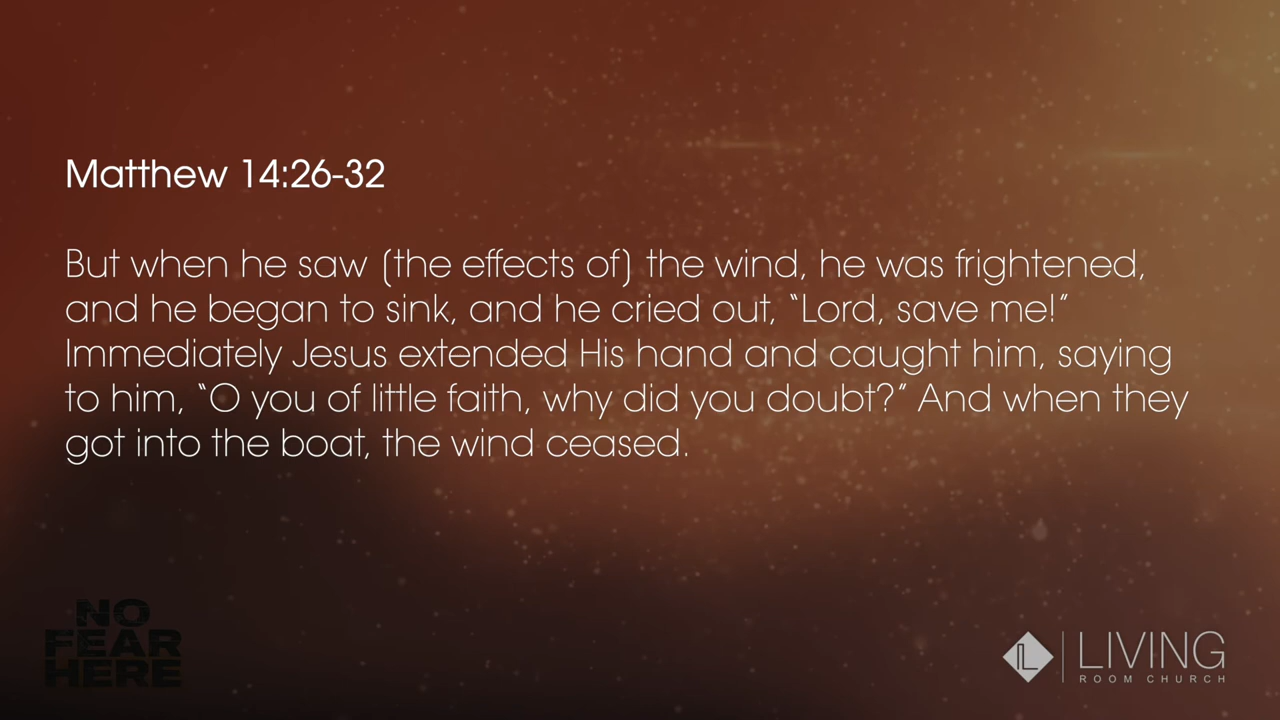 Matthew 14:26-32
But when he saw (the effects of) the wind, he was frightened,
and he began to sink, and he cried out, “Lord, save me!”
Immediately Jesus extended His hand and caught him, saying
to him, “O you of little faith, why did you doubt?” And when they
got into the boat, the wind ceased.
NO
FEAR
HERE
LIVING
ROOM CHURCH